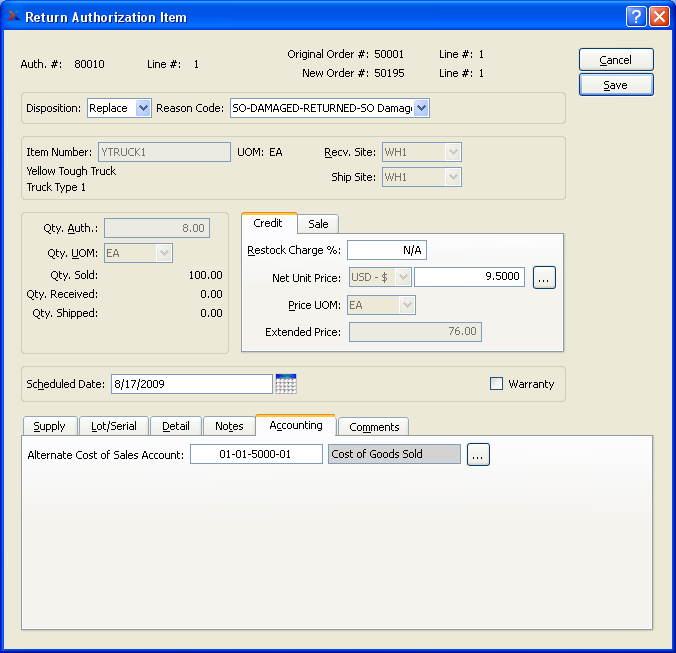 Return Authorization Item
Auth. #: 80010 Line #: 1 Original Order #: 50001 Line #: 1
New Order #: 50195 Line #: 1
Cancel
Save
Disposition: Replace Reason Code: SO-DAMAGED-RETURNED-SO Damag
Item Number: YTRUCK1 UOM: EA Recv. Site: WH1
Yellow Tough Truck
Truck Type 1 Ship Site: WH1
Qty. Auth.: 8.00
Qty. UOM: EA
Qty. Sold: 100.00
Qty. Received: 0.00
Qty. Shipped: 0.00
Credit Sale
Restock Charge %: N/A
Net Unit Price: USD - $ 9.5000 ...
Price UOM: EA
Extended Price: 76.00
Scheduled Date: 8/17/2009 Warranty
Supply Lot/Serial Detail Notes Accounting Comments
Alternate Cost of Sales Account: 01-01-5000-01 Cost of Goods Sold ...